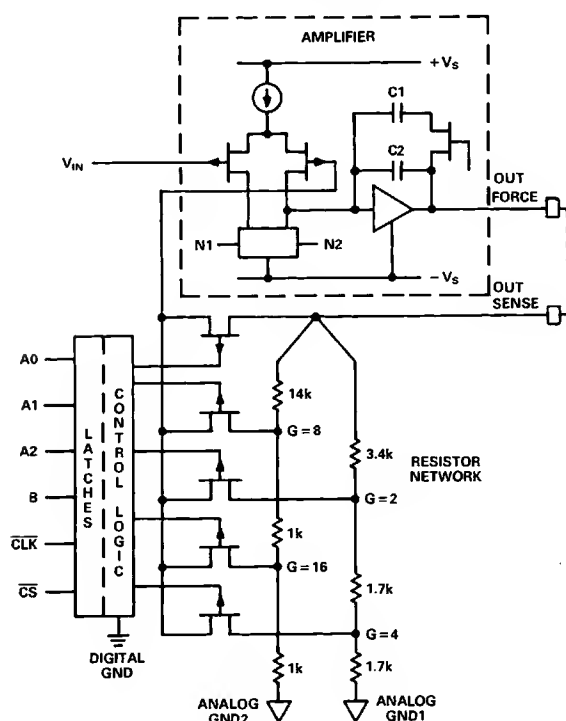 AMPLIFIER
+VS
C1
C2
VIN
OUT
FORCE
N1
N2
-VS
OUT
SENSE
A0
A1
A2
B
CLK
CS
LATCHES
CONTROL LOGIC
DIGITAL
GND
14k
G=8
3.4k
RESISTOR
NETWORK
G=2
1k
G=16
1.7k
G=4
1k
1.7k
ANALOG
GND2
ANALOG
GND1